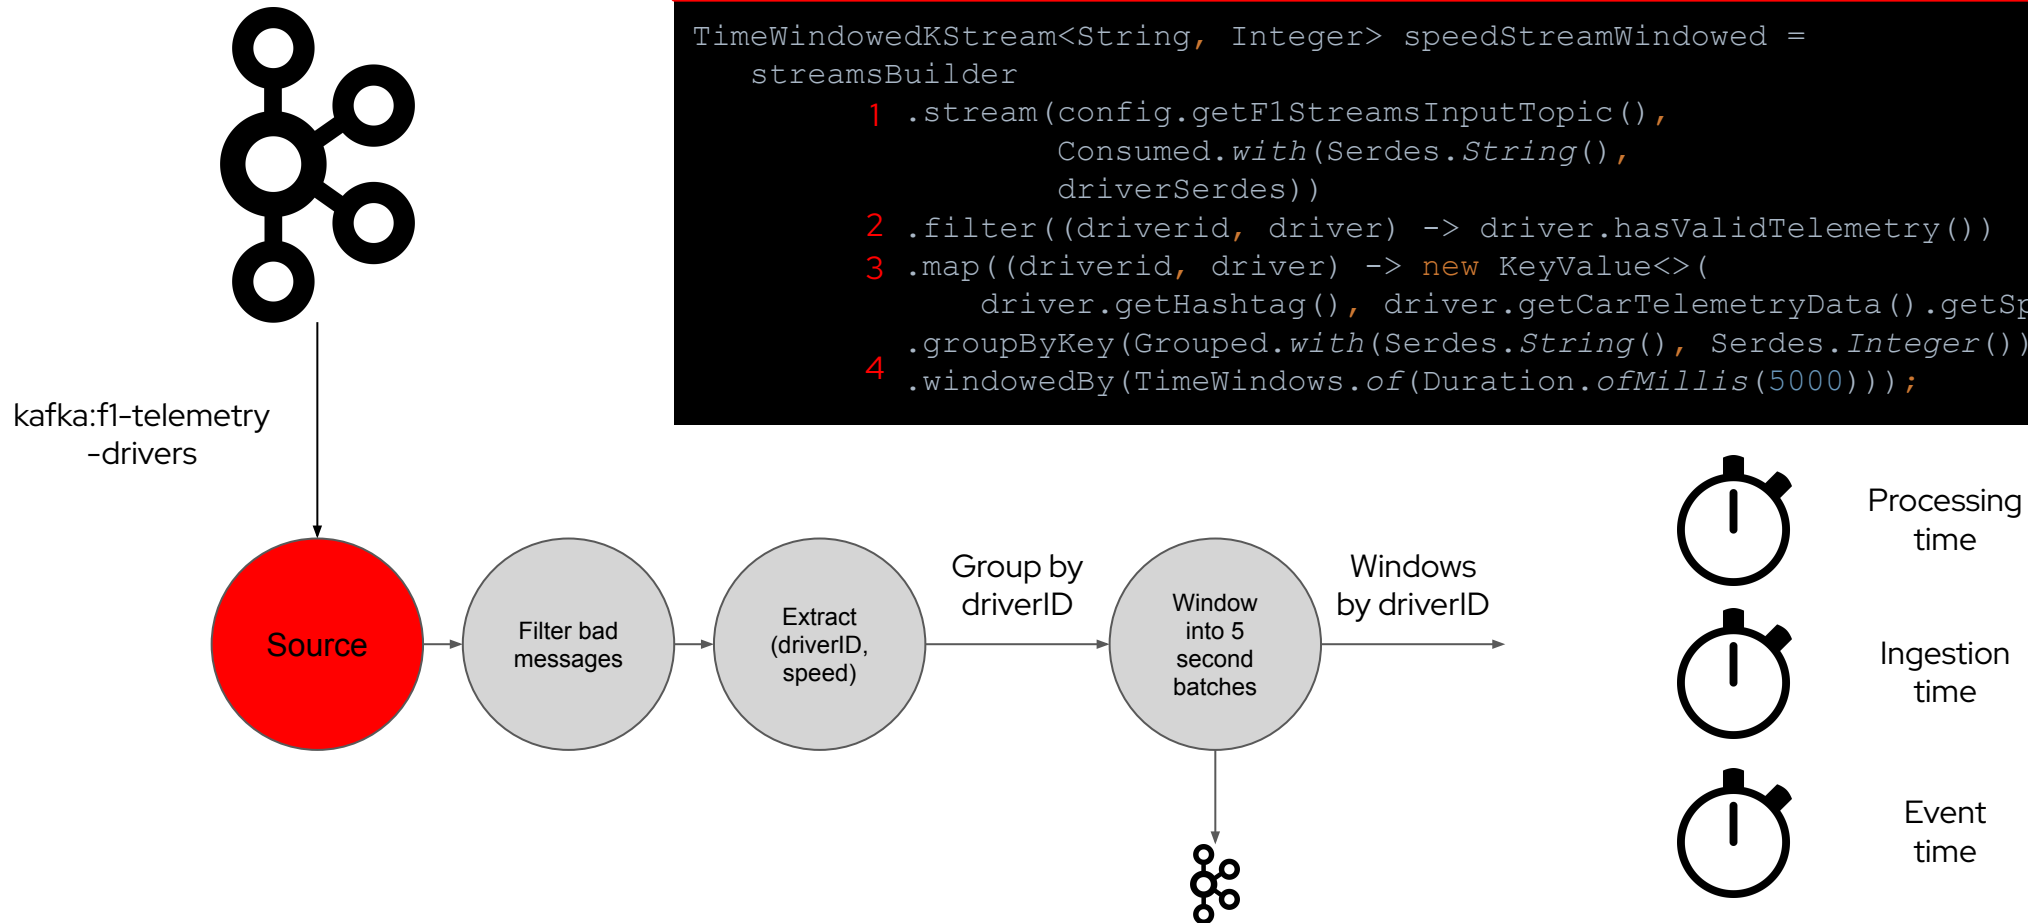 TimeWindowedKStream<String, Integer> speedStreamWindowed =
streamsBuilder
1 .stream(config.getF1StreamsInputTopic(),
Consumed.with(Serdes.String(),
driverSerdes))
2 .filter((driverid, driver) -> driver.hasValidTelemetry())
3 .map((driverid, driver) -> new KeyValue<>(
driver.getHashtag(), driver.getCarTelemetryData().getSp
.groupByKey(Grouped.with(Serdes.String(), Serdes.Integer())
4 .windowedBy(TimeWindows.of(Duration.ofMillis(5000)));
kafka:f1-telemetry
-drivers
Source
Filter bad
messages
Extract
(driverID,
speed)
Group by
driverID
Window
into 5
second
batches
Windows
by driverID
Processing
time
Ingestion
time
Event
time